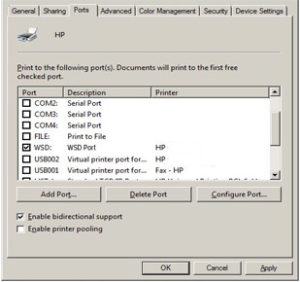 General Sharing Ports Advanced Color Management Security Device Settings
HP
Print to the following port(s). Documents will print to the first free
checked port.
Port Description Printer
COM2: Serial Port
COM3: Serial Port
COM4: Serial Port
FILE: Print to File
WSD: WSD Port HP
USB002 Virtual printer port for... HP
USB001 Virtual printer port for... Fax - HP
Add Port... Delete Port Configure Port...
Enable bidirectional support
Enable printer pooling
OK Cancel Apply